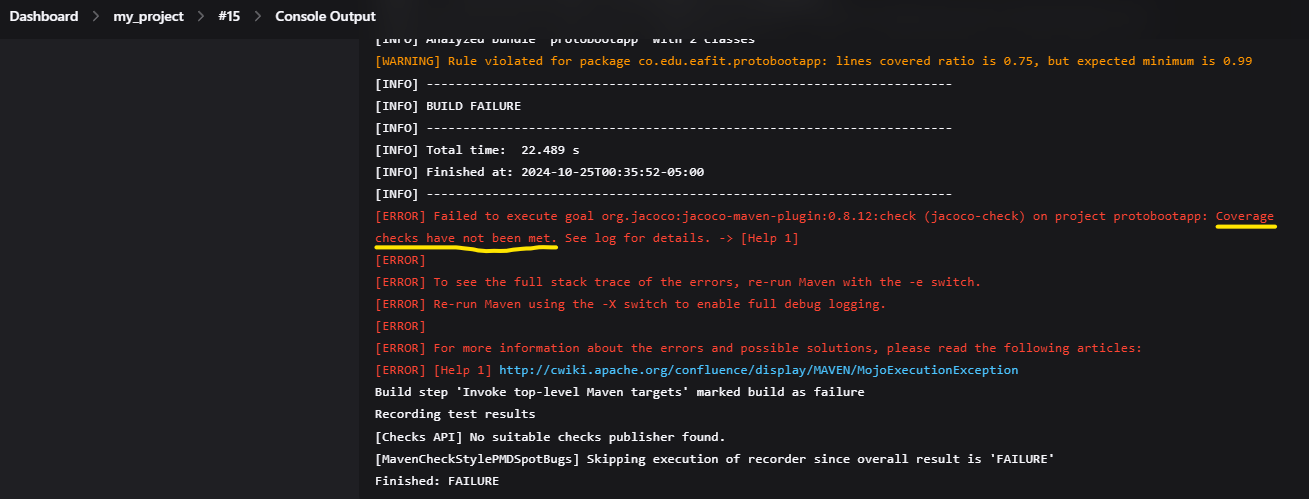 Dashboard > my_project > #15 > Console Output
[INFO] Analyzed bundle 'protobootapp' with 2 classes
[WARNING] Rule violated for package co.edu.eafit.protobootapp: lines covered ratio is 0.75, but expected minimum is 0.99
[INFO] ------------------------------------------------------------------------
[INFO] BUILD FAILURE
[INFO] ------------------------------------------------------------------------
[INFO] Total time:  22.489 s
[INFO] Finished at: 2024-10-25T00:35:52-05:00
[INFO] ------------------------------------------------------------------------
[ERROR] Failed to execute goal org.jacoco:jacoco-maven-plugin:0.8.12:check (jacoco-check) on project protobootapp: Coverage
checks have not been met. See log for details. -> [Help 1]
[ERROR]
[ERROR] To see the full stack trace of the errors, re-run Maven with the -e switch.
[ERROR] Re-run Maven using the -X switch to enable full debug logging.
[ERROR]
[ERROR] For more information about the errors and possible solutions, please read the following articles:
[ERROR] [Help 1] http://cwiki.apache.org/confluence/display/MAVEN/MojoExecutionException
Build step 'Invoke top-level Maven targets' marked build as failure
Recording test results
[Checks API] No suitable checks publisher found.
[MavenCheckStylePMDSpotBugs] Skipping execution of recorder since overall result is 'FAILURE'
Finished: FAILURE